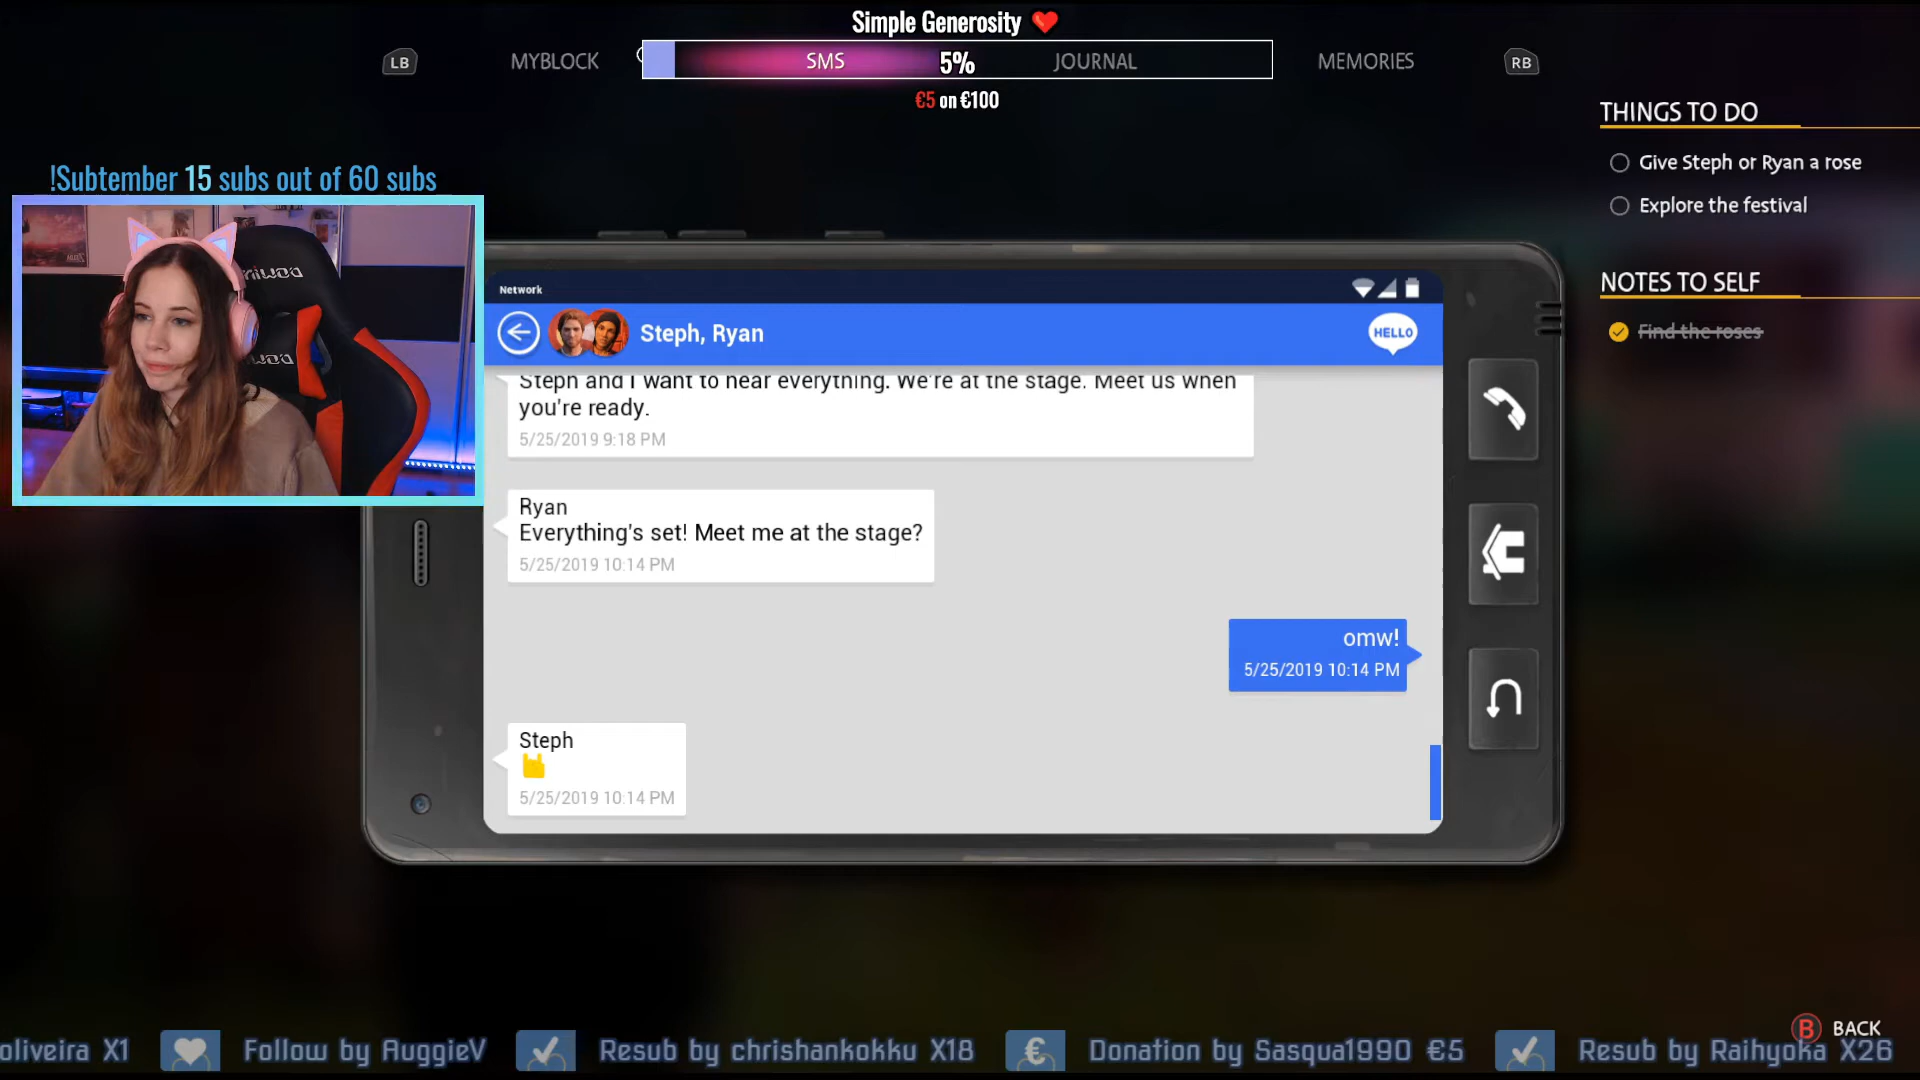 Simple Generosity
LB
MYBLOCK
SMS
5%
JOURNAL
MEMORIES
RB
€5 on €100
THINGS TO DO
Give Steph or Ryan a rose
Explore the festival
NOTES TO SELF
Find the roses
!Subtember 15 subs out of 60 subs
Network
Steph, Ryan
HELLO
Steph and I want to hear everything. We're at the stage. Meet us when
you're ready.
5/25/2019 9:18 PM
Ryan
Everything's set! Meet me at the stage?
5/25/2019 10:14 PM
omw!
5/25/2019 10:14 PM
Steph
5/25/2019 10:14 PM
B BACK
oliveira X1 Follow by AuggieV Resub by chrishankokku X18 € Donation by Sasqua1990 €5 Resub by Raihyoka X26